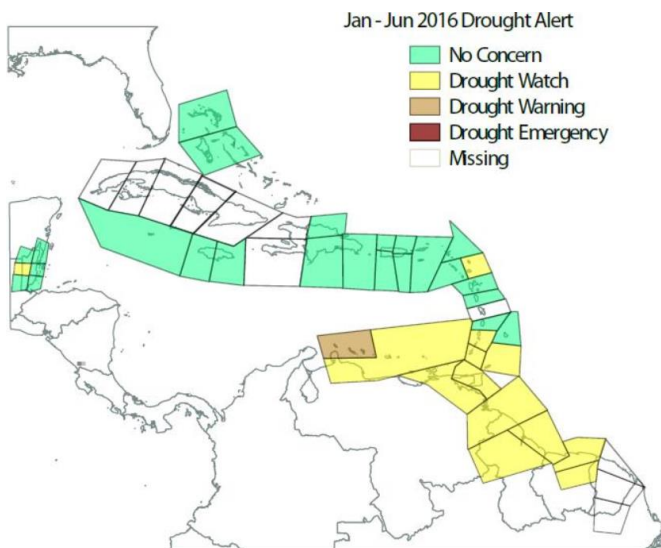 Jan - Jun 2016 Drought Alert
No Concern
Drought Watch
Drought Warning
Drought Emergency
Missing